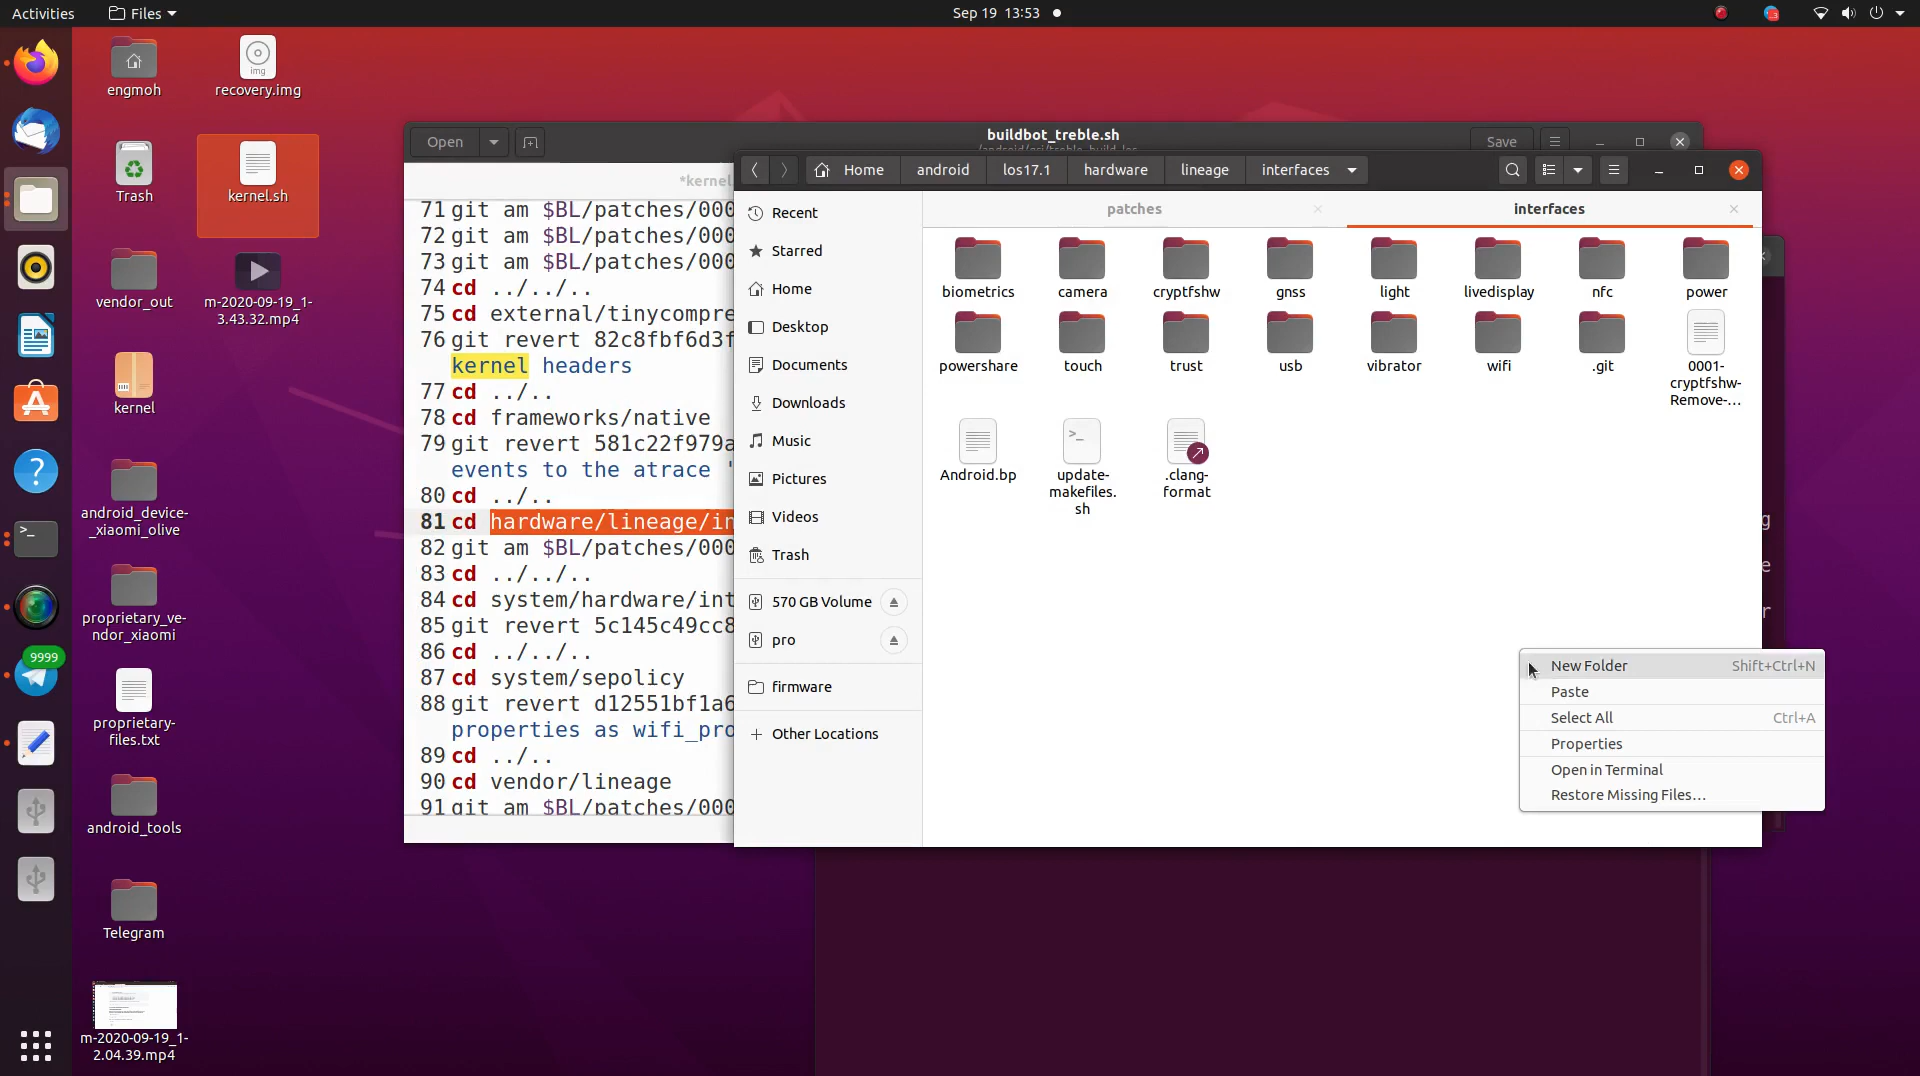 Activities
Files
Sep 19 13:53
3
engmoh
recovery.img
img
Trash
kernel.sh
vendor_out
m-2020-09-19_1-
3.43.32.mp4
kernel
android_device-
_xiaomi_olive
proprietary_ve-
ndor_xiaomi
9999
proprietary-
files.txt
android_tools
Telegram
m-2020-09-19_1-
2.04.39.mp4
Open
buildbot_treble.sh
Save
*kernel
71 git am $BL/patches/000
72 git am $BL/patches/000
73 git am $BL/patches/000
74 cd ../../..
75 cd external/tinycompre
76 git revert 82c8fbf6d3f
kernel headers
77 cd ../..
78 cd frameworks/native
79 git revert 581c22f979a
events to the atrace '
80 cd ../..
81 cd hardware/lineage/in
82 git am $BL/patches/000
83 cd ../../..
84 cd system/hardware/int
85 git revert 5c145c49cc8
86 cd ../../..
87 cd system/sepolicy
88 git revert d12551bf1a6
properties as wifi_pro
89 cd ../..
90 cd vendor/lineage
91 git am $BL/patches/000
Home
android
los17.1
hardware
lineage
interfaces
Recent
Starred
Home
Desktop
Documents
Downloads
Music
Pictures
Videos
Trash
570 GB Volume
pro
firmware
Other Locations
patches
interfaces
biometrics
camera
cryptfshw
gnss
light
livedisplay
nfc
power
powershare
touch
trust
usb
vibrator
wifi
.git
0001-
cryptfshw-
Remove-...
Android.bp
update-
makefiles.
sh
.clang-
format
g
e
r
New Folder Shift+Ctrl+N
Paste
Select All Ctrl+A
Properties
Open in Terminal
Restore Missing Files…